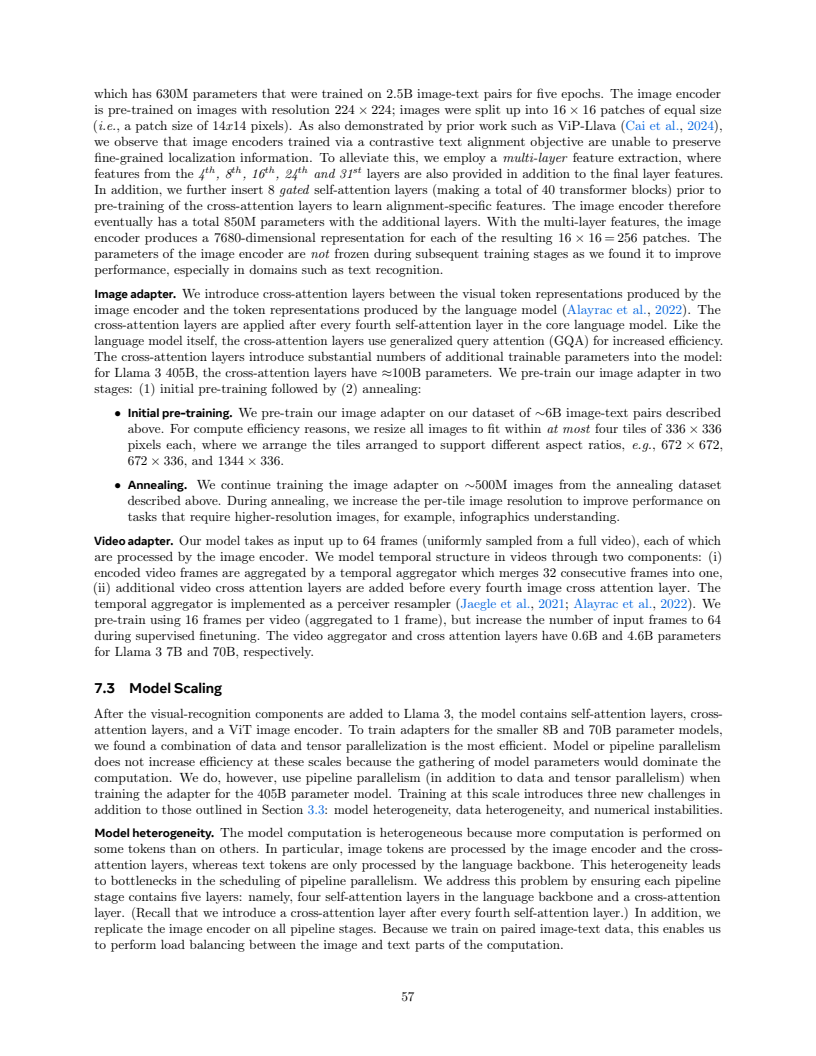 which has 630M parameters that were trained on 2.5B image-text pairs for five epochs. The image encoder
is pre-trained on images with resolution 224 × 224; images were split up into 16 × 16 patches of equal size
(i.e., a patch size of 14x14 pixels). As also demonstrated by prior work such as ViP-Llava (Cai et al., 2024),
we observe that image encoders trained via a contrastive text alignment objective are unable to preserve
fine-grained localization information. To alleviate this, we employ a multi-layer feature extraction, where
features from the 4th, 8th, 16th, 24th and 31st layers are also provided in addition to the final layer features.
In addition, we further insert 8 gated self-attention layers (making a total of 40 transformer blocks) prior to
pre-training of the cross-attention layers to learn alignment-specific features. The image encoder therefore
eventually has a total 850M parameters with the additional layers. With the multi-layer features, the image
encoder produces a 7680-dimensional representation for each of the resulting 16 × 16 = 256 patches. The
parameters of the image encoder are not frozen during subsequent training stages as we found it to improve
performance, especially in domains such as text recognition.
Image adapter. We introduce cross-attention layers between the visual token representations produced by the
image encoder and the token representations produced by the language model (Alayrac et al., 2022). The
cross-attention layers are applied after every fourth self-attention layer in the core language model. Like the
language model itself, the cross-attention layers use generalized query attention (GQA) for increased efficiency.
The cross-attention layers introduce substantial numbers of additional trainable parameters into the model:
for Llama 3 405B, the cross-attention layers have ≈100B parameters. We pre-train our image adapter in two
stages: (1) initial pre-training followed by (2) annealing:
• Initial pre-training. We pre-train our image adapter on our dataset of ∼6B image-text pairs described
above. For compute efficiency reasons, we resize all images to fit within at most four tiles of 336 × 336
pixels each, where we arrange the tiles arranged to support different aspect ratios, e.g., 672 × 672,
672 × 336, and 1344 × 336.
• Annealing. We continue training the image adapter on ∼500M images from the annealing dataset
described above. During annealing, we increase the per-tile image resolution to improve performance on
tasks that require higher-resolution images, for example, infographics understanding.
Video adapter. Our model takes as input up to 64 frames (uniformly sampled from a full video), each of which
are processed by the image encoder. We model temporal structure in videos through two components: (i)
encoded video frames are aggregated by a temporal aggregator which merges 32 consecutive frames into one,
(ii) additional video cross attention layers are added before every fourth image cross attention layer. The
temporal aggregator is implemented as a perceiver resampler (Jaegle et al., 2021; Alayrac et al., 2022). We
pre-train using 16 frames per video (aggregated to 1 frame), but increase the number of input frames to 64
during supervised finetuning. The video aggregator and cross attention layers have 0.6B and 4.6B parameters
for Llama 3 7B and 70B, respectively.
7.3 Model Scaling
After the visual-recognition components are added to Llama 3, the model contains self-attention layers, cross-
attention layers, and a ViT image encoder. To train adapters for the smaller 8B and 70B parameter models,
we found a combination of data and tensor parallelization is the most efficient. Model or pipeline parallelism
does not increase efficiency at these scales because the gathering of model parameters would dominate the
computation. We do, however, use pipeline parallelism (in addition to data and tensor parallelism) when
training the adapter for the 405B parameter model. Training at this scale introduces three new challenges in
addition to those outlined in Section 3.3: model heterogeneity, data heterogeneity, and numerical instabilities.
Model heterogeneity. The model computation is heterogeneous because more computation is performed on
some tokens than on others. In particular, image tokens are processed by the image encoder and the cross-
attention layers, whereas text tokens are only processed by the language backbone. This heterogeneity leads
to bottlenecks in the scheduling of pipeline parallelism. We address this problem by ensuring each pipeline
stage contains five layers: namely, four self-attention layers in the language backbone and a cross-attention
layer. (Recall that we introduce a cross-attention layer after every fourth self-attention layer.) In addition, we
replicate the image encoder on all pipeline stages. Because we train on paired image-text data, this enables us
to perform load balancing between the image and text parts of the computation.
57